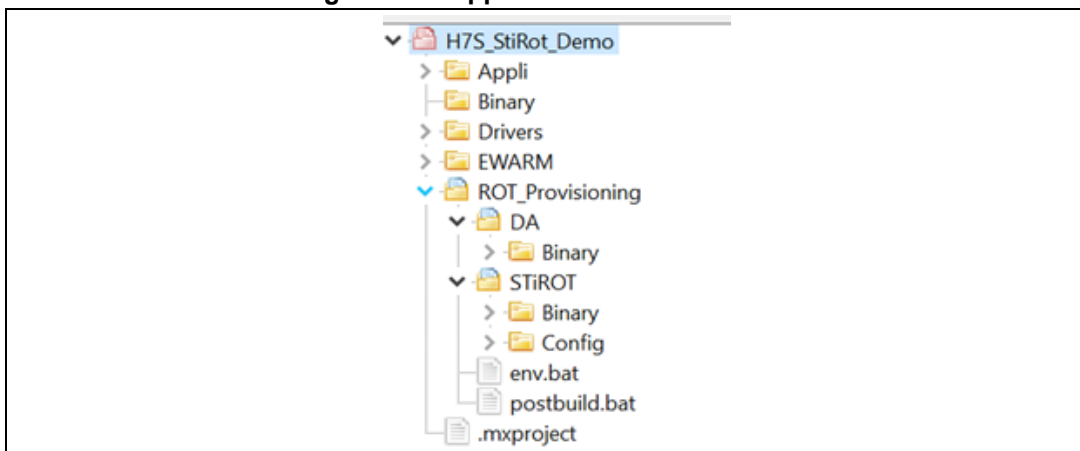 H7S_StiRot_Demo
Appli
Binary
Drivers
EWARM
ROT_Provisioning
DA
Binary
STiROT
Binary
Config
env.bat
postbuild.bat
.mxproject